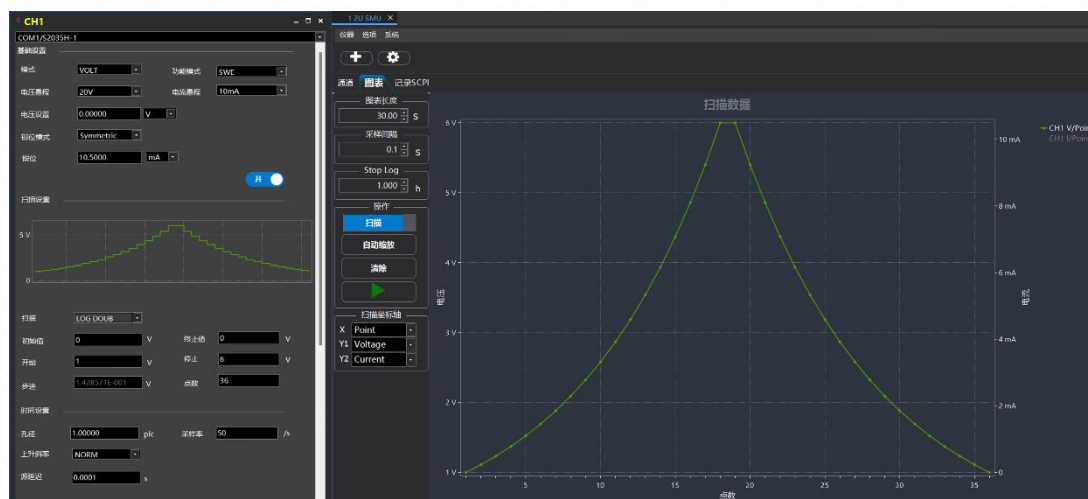 CH1
COM1/S2035H-1
基础设置
模式 VOLT 功能模式 SWE
电压量程 20V 电流量程 10mA
电压设置 0.00000 V
钳位模式 Symmetric
钳位 10.5000 mA
开
扫描设置
5 V
0
扫描 LOG DOUB
初始值 0 V 终止值 0 V
开始 1 V 停止 6 V
步进 1.428571E-001 V 点数 36
时间设置
孔径 1.00000 plc 采样率 50 /s
上升斜率 NORM
源延迟 0.0001 s
1 2U SMU
仪器 选项 系统
通道 图表 记录SCPI
图表长度
30.00 S
采样间隔
0.1 S
Stop Log
1.000 h
操作
扫描
自动缩放
清除
扫描坐标轴
X Point
Y1 Voltage
Y2 Current
扫描数据
6 V
5 V
4 V
3 V
2 V
1 V
电压
5 10 15 20 25 30 35
点数
10 mA
8 mA
6 mA
4 mA
2 mA
0
电流
CH1 V/Poin
CH1 I/Poin